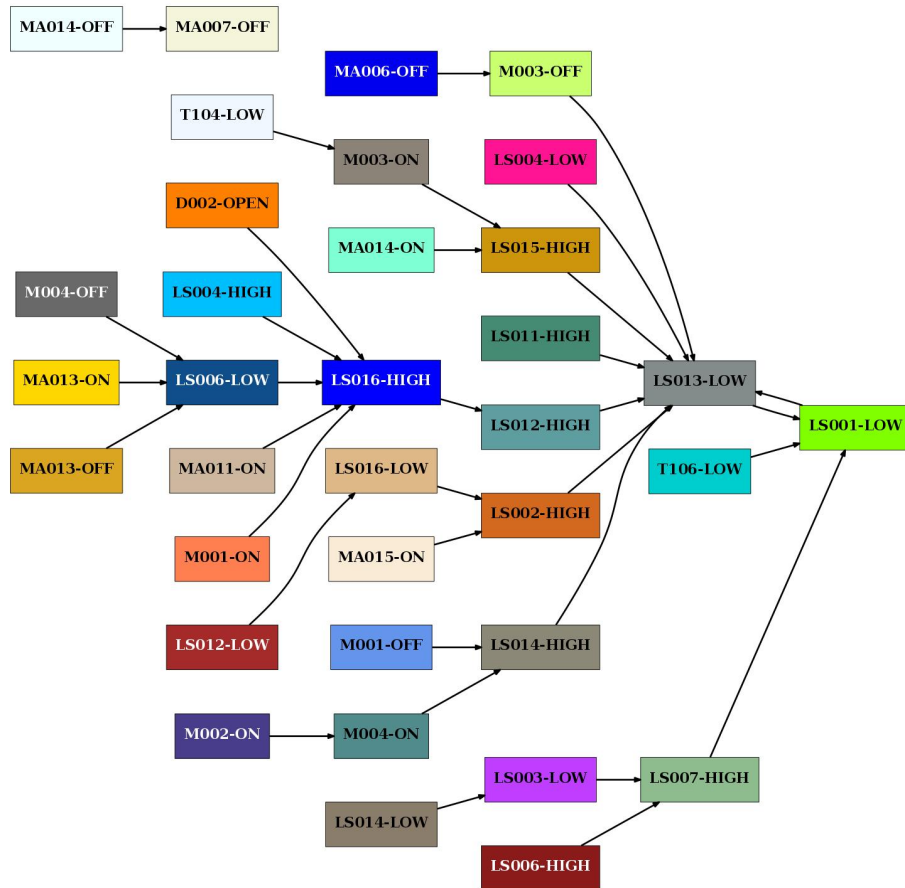 MA014-OFF
MA007-OFF
MA006-OFF
M003-OFF
T104-LOW
M003-ON
LS004-LOW
D002-OPEN
MA014-ON
LS015-HIGH
M004-OFF
LS004-HIGH
LS011-HIGH
MA013-ON
LS006-LOW
LS016-HIGH
LS013-LOW
LS012-HIGH
LS001-LOW
MA013-OFF
MA011-ON
LS016-LOW
T106-LOW
LS002-HIGH
M001-ON
MA015-ON
LS012-LOW
M001-OFF
LS014-HIGH
M002-ON
M004-ON
LS003-LOW
LS007-HIGH
LS014-LOW
LS006-HIGH